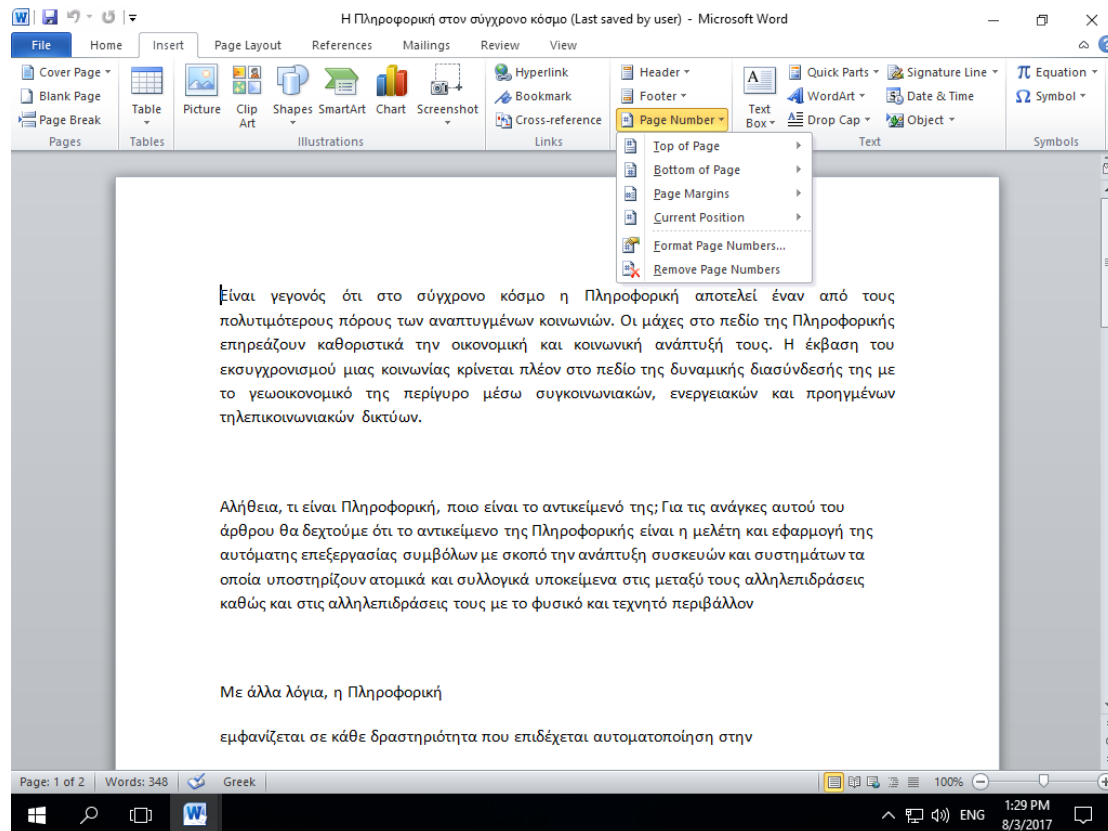 Η Πληροφορική στον σύγχρονο κόσμο (Last saved by user) - Microsoft Word
File Home Insert Page Layout References Mailings Review View
Cover Page
Blank Page
Page Break
Pages
Table
Tables
Picture Clip Art Shapes SmartArt Chart Screenshot
Illustrations
Hyperlink
Bookmark
Cross-reference
Links
Header
Footer
Page Number
Text Box
Quick Parts
WordArt
Drop Cap
Signature Line
Date & Time
Object
Text
Equation
Symbol
Symbols
Top of Page
Bottom of Page
Page Margins
Current Position
Format Page Numbers...
Remove Page Numbers
Είναι γεγονός ότι στο σύγχρονο κόσμο η Πληροφορική αποτελεί έναν από τους
πολυτιμότερους πόρους των αναπτυγμένων κοινωνιών. Οι μάχες στο πεδίο της Πληροφορικής
επηρεάζουν καθοριστικά την οικονομική και κοινωνική ανάπτυξή τους. Η έκβαση του
εκσυγχρονισμού μιας κοινωνίας κρίνεται πλέον στο πεδίο της δυναμικής διασύνδεσής της με
το γεωοικονομικό της περίγυρο μέσω συγκοινωνιακών, ενεργειακών και προηγμένων
τηλεπικοινωνιακών δικτύων.
Αλήθεια, τι είναι Πληροφορική, ποιο είναι το αντικείμενό της; Για τις ανάγκες αυτού του
άρθρου θα δεχτούμε ότι το αντικείμενο της Πληροφορικής είναι η μελέτη και εφαρμογή της
αυτόματης επεξεργασίας συμβόλων με σκοπό την ανάπτυξη συσκευών και συστημάτων τα
οποία υποστηρίζουν ατομικά και συλλογικά υποκείμενα στις μεταξύ τους αλληλεπιδράσεις
καθώς και στις αλληλεπιδράσεις τους με το φυσικό και τεχνητό περιβάλλον
Με άλλα λόγια, η Πληροφορική
εμφανίζεται σε κάθε δραστηριότητα που επιδέχεται αυτοματοποίηση στην
Page: 1 of 2 Words: 348 Greek 100%
ENG 1:29 PM
8/3/2017